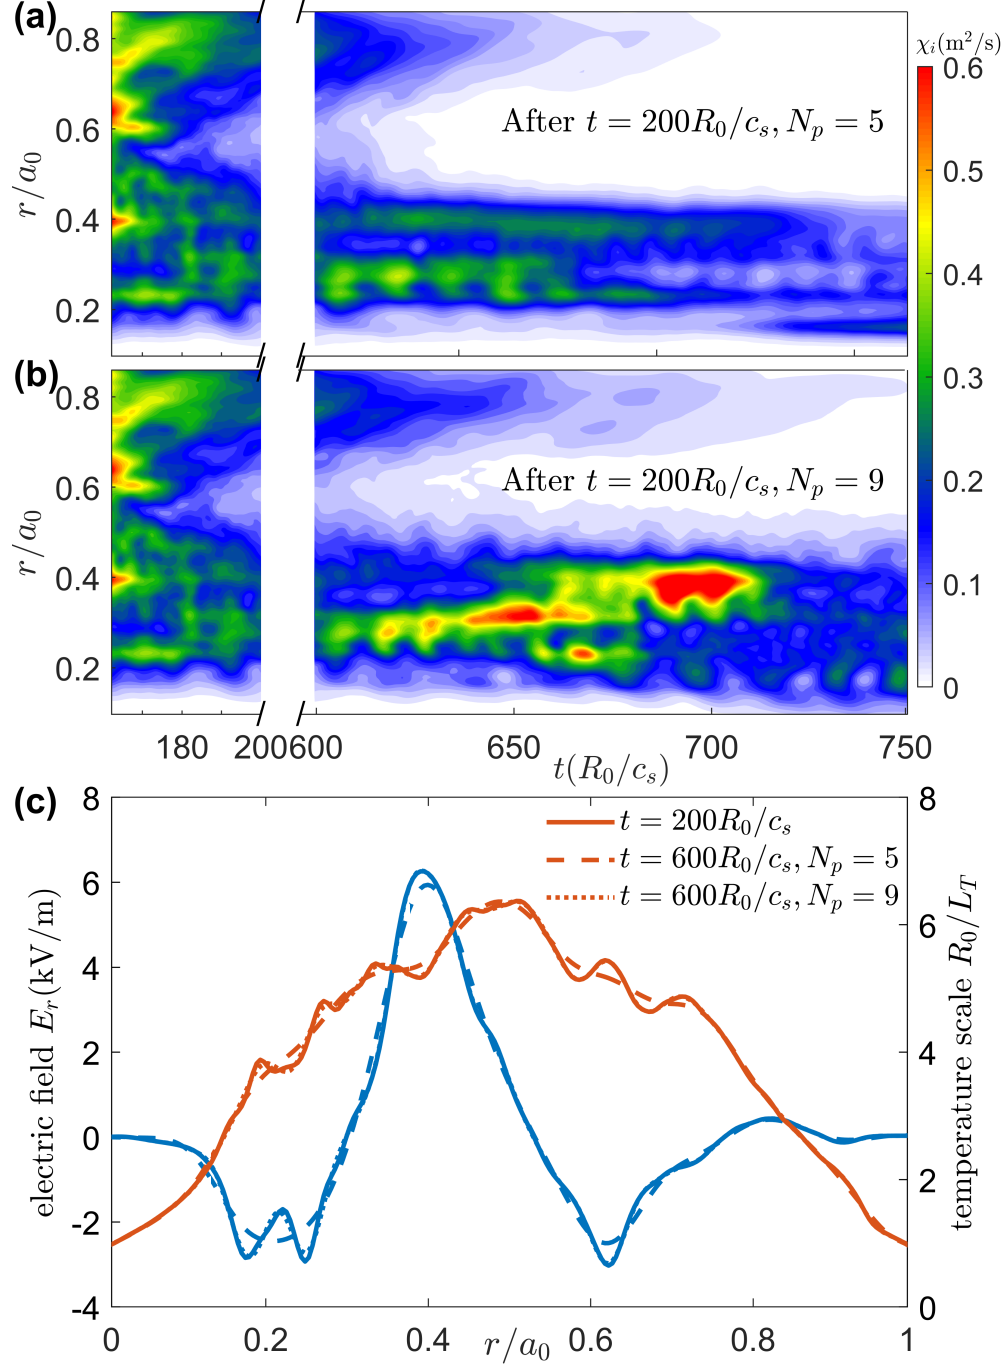 (a)
χᵢ(m²/s)
0.8
0.6
0.4
0.2
r/a₀
After t = 200R₀/cₛ, Nₚ = 5
0.6
0.5
0.4
0.3
0.2
0.1
0
(b)
0.8
0.6
0.4
0.2
r/a₀
After t = 200R₀/cₛ, Nₚ = 9
180
200
600
650
700
750
t(R₀/cₛ)
(c)
8
6
4
2
0
-2
-4
electric field Eᵣ(kV/m)
t = 200R₀/cₛ
t = 600R₀/cₛ, Nₚ = 5
t = 600R₀/cₛ, Nₚ = 9
8
6
4
2
0
temperature scale R₀/L_T
0
0.2
0.4
0.6
0.8
1
r/a₀